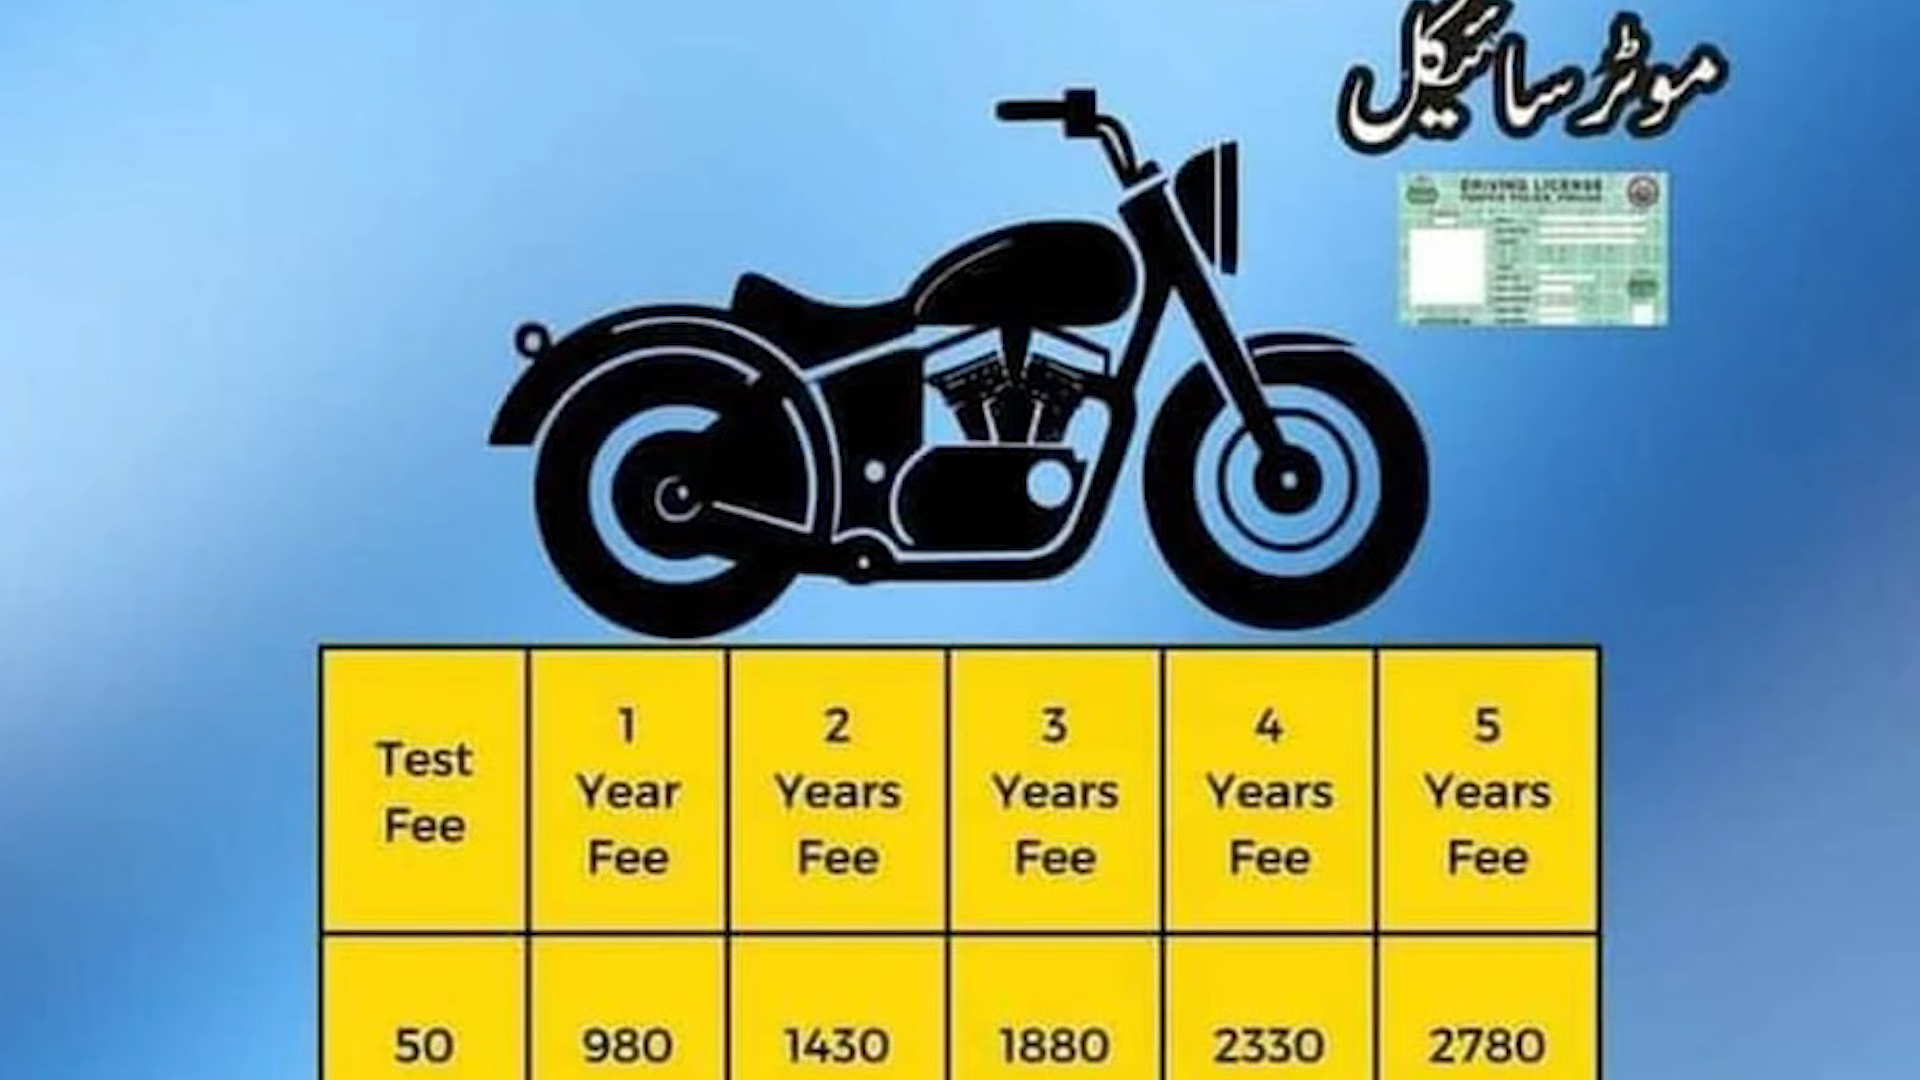 موٹر سائیکل
DRIVING LICENSE
Test Fee
1 Year Fee
2 Years Fee
3 Years Fee
4 Years Fee
5 Years Fee
50
980
1430
1880
2330
2780